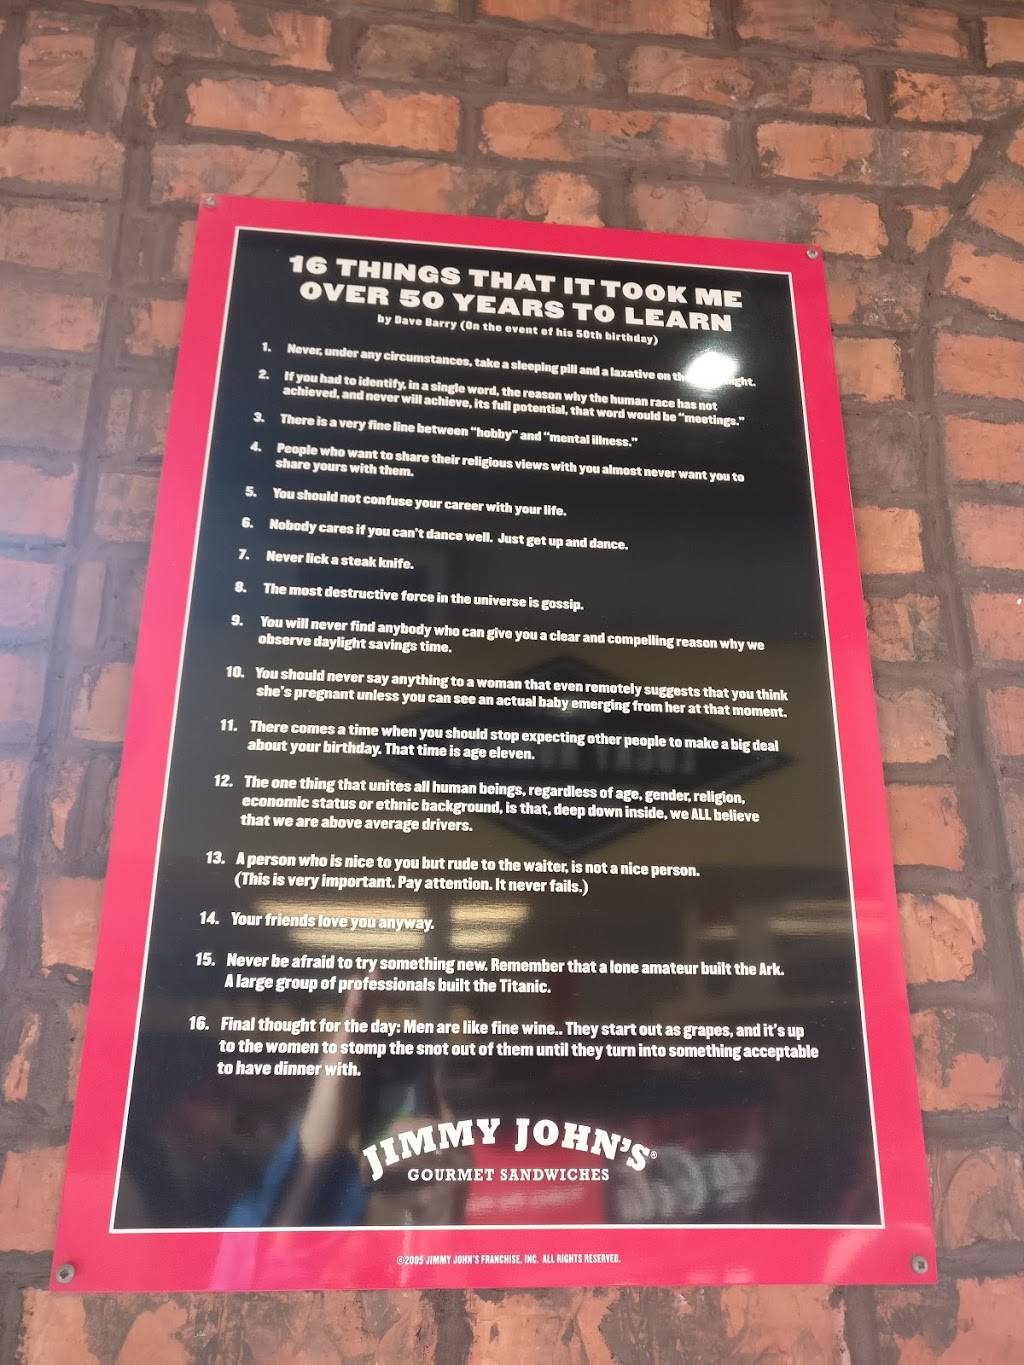 16 THINGS THAT IT TOOK ME
OVER 50 YEARS TO LEARN
by Dave Barry (On the event of his 50th birthday)
1. Never, under any circumstances, take a sleeping pill and a laxative on
2. If you had to identify, in a single word, the reason why the human race has not
achieved, and never will achieve, its full potential, that word would be "meetings."
3. There is a very fine line between "hobby" and "mental illness."
4. People who want to share their religious views with you almost never want you to
share yours with them.
5. You should not confuse your career with your life.
6. Nobody cares if you can't dance well. Just get up and dance.
7. Never lick a steak knife.
8. The most destructive force in the universe is gossip.
9. You will never find anybody who can give you a clear and compelling reason why we
observe daylight savings time.
10. You should never say anything to a woman that even remotely suggests that you think
she's pregnant unless you can see an actual baby emerging from her at that moment.
11. There comes a time when you should stop expecting other people to make a big deal
about your birthday. That time is age eleven.
12. The one thing that unites all human beings, regardless of age, gender, religion,
economic status or ethnic background, is that, deep down inside, we ALL believe
that we are above average drivers.
13. A person who is nice to you but rude to the waiter, is not a nice person.
(This is very important. Pay attention. It never fails.)
14. Your friends love you anyway.
15. Never be afraid to try something new. Remember that a lone amateur built the Ark.
A large group of professionals built the Titanic.
16. Final thought for the day: Men are like fine wine.. They start out as grapes, and it's up
to the women to stomp the snot out of them until they turn into something acceptable
to have dinner with.
JIMMY JOHN'S®
GOURMET SANDWICHES
©2005 JIMMY JOHN'S FRANCHISE, INC. ALL RIGHTS RESERVED.